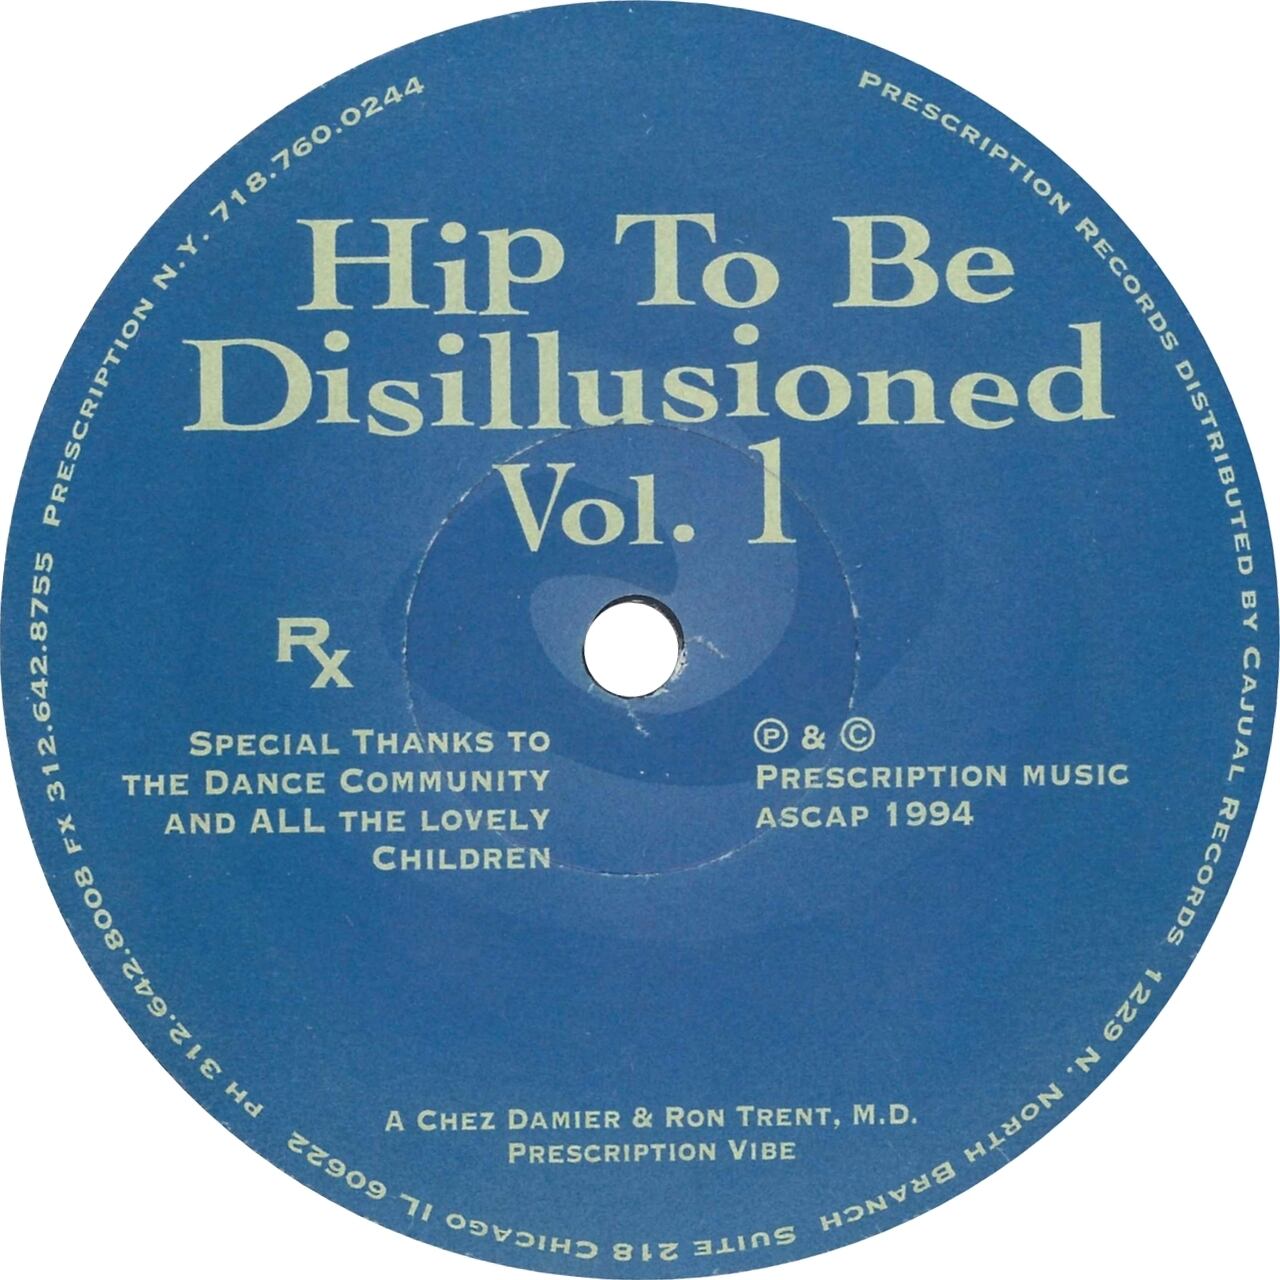 Hip To Be
Disillusioned
Vol. 1
Rx
Special Thanks to
the Dance Community
and ALL the lovely
Children
Ⓟ & ©
Prescription music
ASCAP 1994
A Chez Damier & Ron Trent, M.D.
Prescription Vibe
Prescription Records distributed by Cajual Records 1229 N. North Branch Suite 218 Chicago IL 60622 PH 312.642.8008 FX 312.642.8755 Prescription N.Y. 718.760.0244